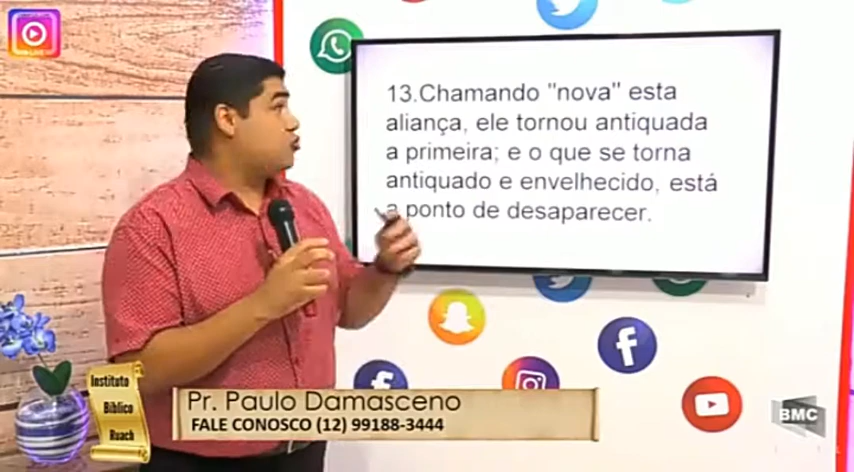 13.Chamando "nova" esta
aliança, ele tornou antiquada
a primeira; e o que se torna
antiquado e envelhecido, está
a ponto de desaparecer.
Instituto
Bíblico
Ruach
Pr. Paulo Damasceno
FALE CONOSCO (12) 99188-3444
BMC